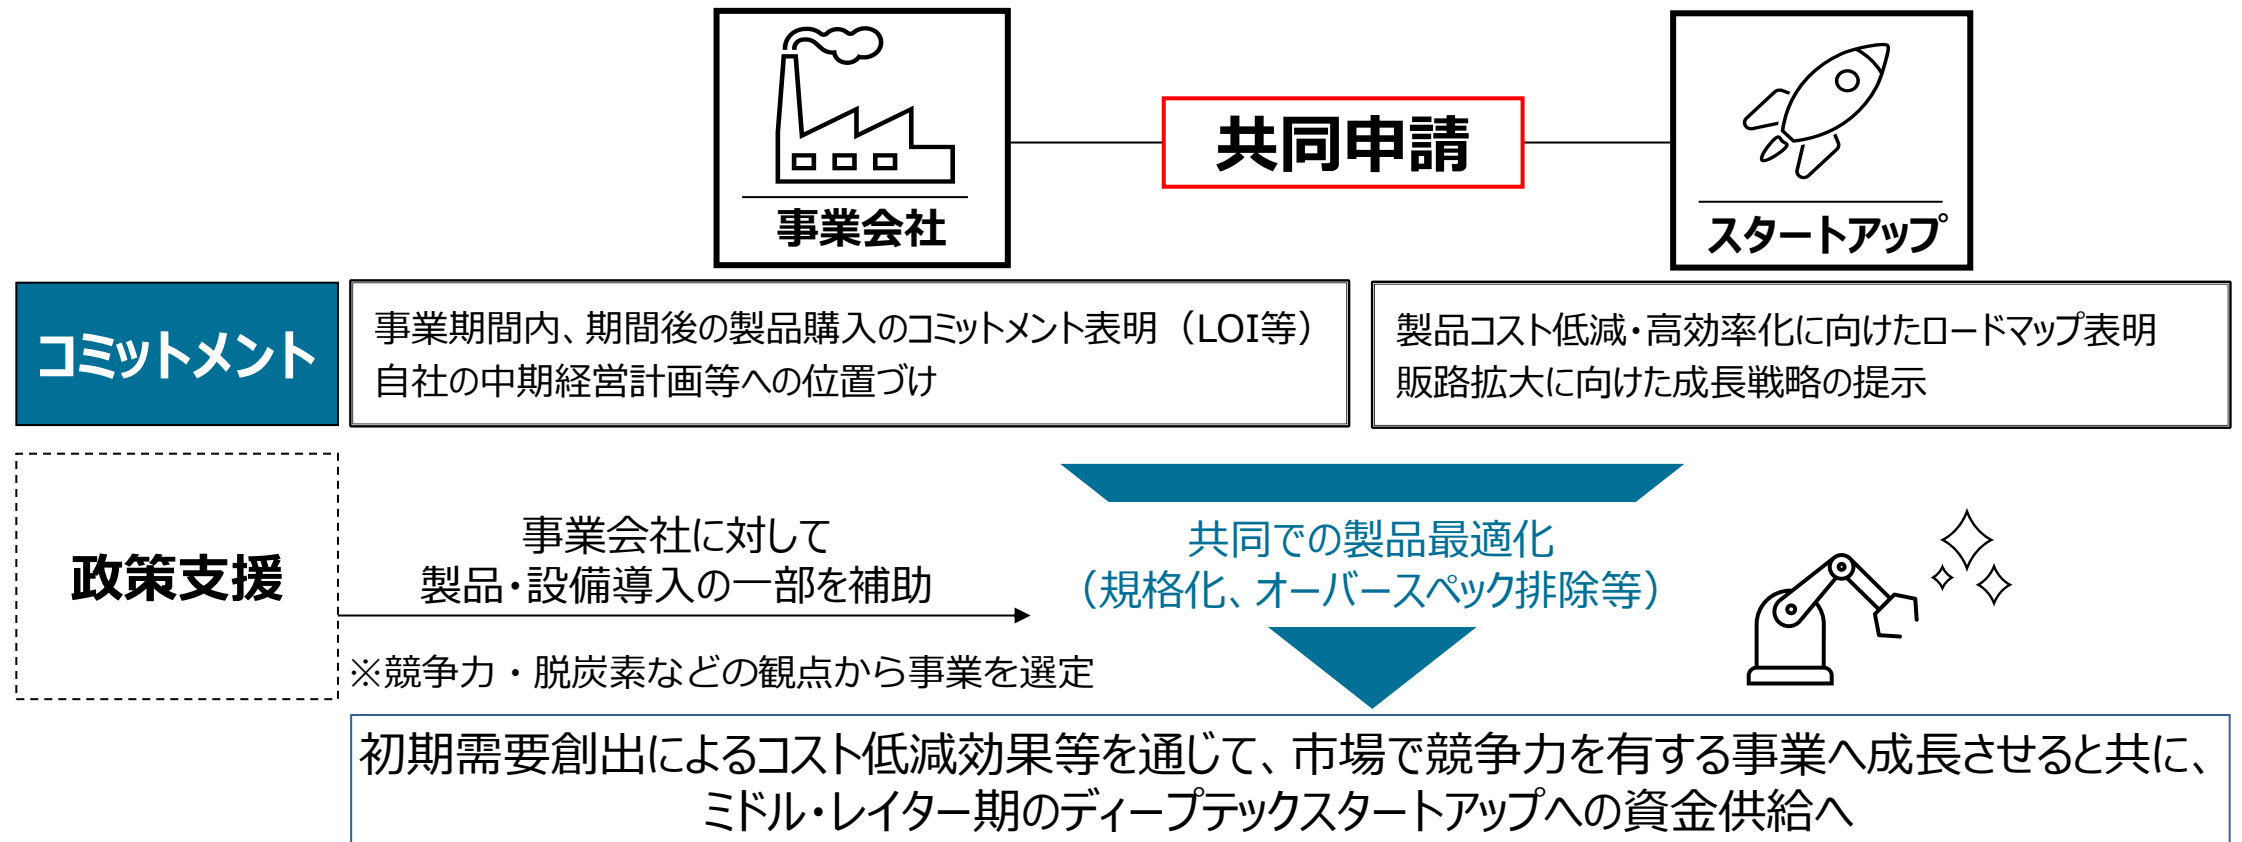 事業会社
共同申請
スタートアップ
コミットメント
事業期間内、期間後の製品購入のコミットメント表明（LOI等）
自社の中期経営計画等への位置づけ
製品コスト低減・高効率化に向けたロードマップ表明
販路拡大に向けた成長戦略の提示
政策支援
事業会社に対して
製品・設備導入の一部を補助
※競争力・脱炭素などの観点から事業を選定
共同での製品最適化
（規格化、オーバースペック排除等）
初期需要創出によるコスト低減効果等を通じて、市場で競争力を有する事業へ成長させると共に、
ミドル・レイター期のディープテックスタートアップへの資金供給へ